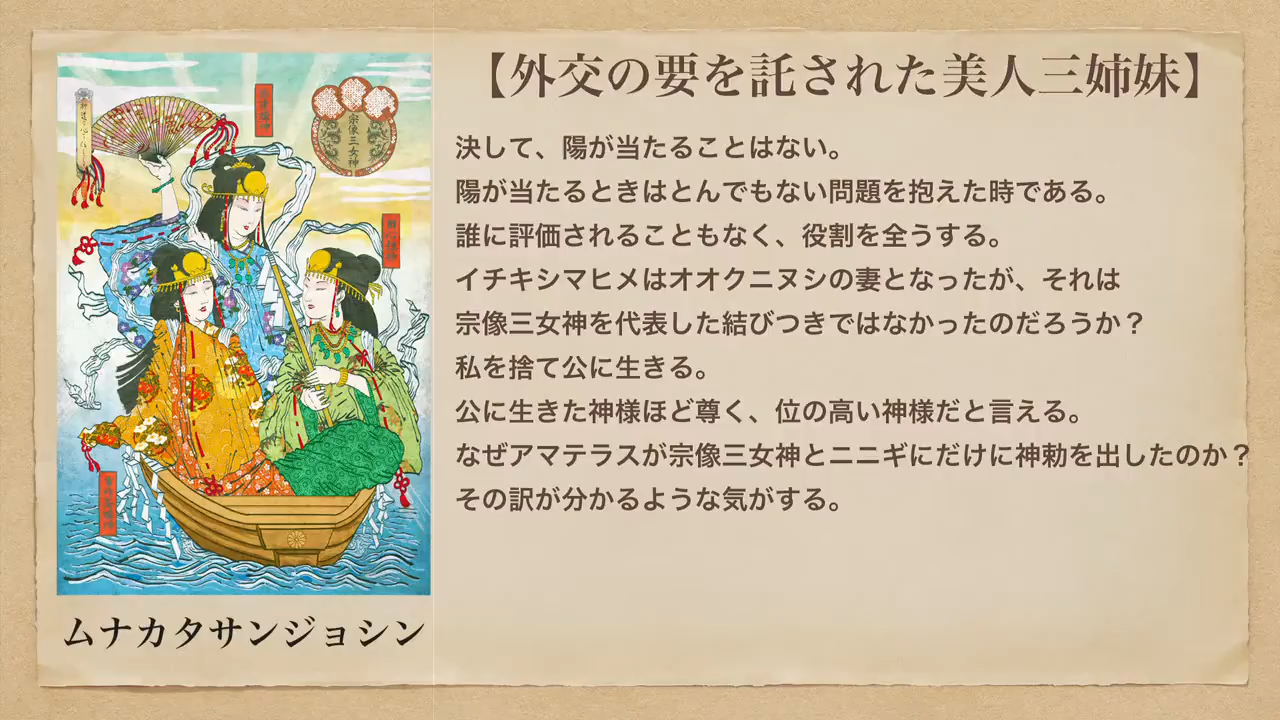 【外交の要を託された美人三姉妹】
決して、陽が当たることはない。
陽が当たるときはとんでもない問題を抱えた時である。
誰に評価されることもなく、役割を全うする。
イチキシマヒメはオオクニヌシの妻となったが、それは
宗像三女神を代表した結びつきではなかったのだろうか？
私を捨て公に生きる。
公に生きた神様ほど尊く、位の高い神様だと言える。
なぜアマテラスが宗像三女神とニニギにだけに神勅を出したのか？
その訳が分かるような気がする。
宗像三女神
ムナカタサンジョシン